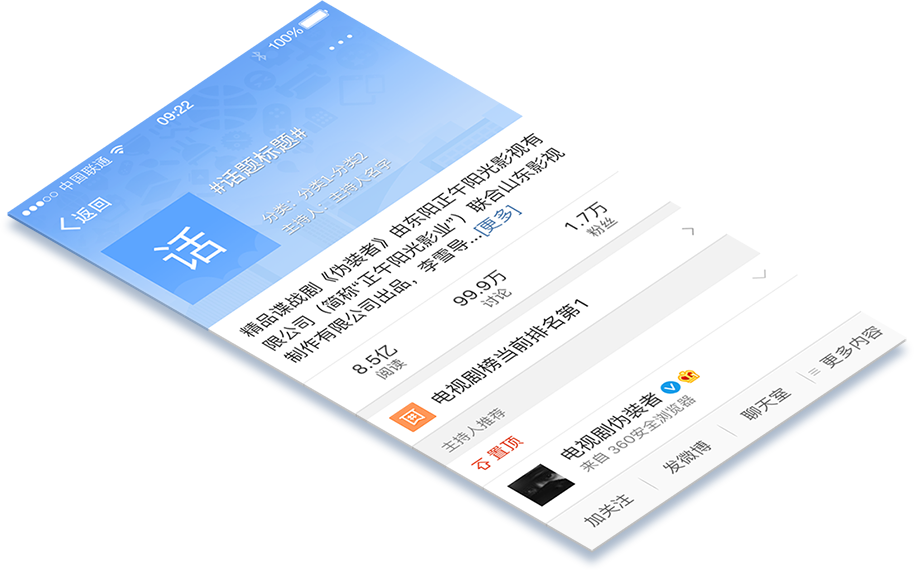 中国联通 09:22 100%
返回
话
#话题标题#
分类：分类1-分类2
主持人：主持人名字
精品谍战剧《伪装者》由东阳正午阳光影视有
限公司（简称“正午阳光影业”）联合山东影视
制作有限公司出品，李雪导...[更多]
8.5亿 99.9万 1.7万
阅读 讨论 粉丝
电视剧榜当前排名第1
主持人推荐
置顶
电视剧伪装者
来自 360安全浏览器
加关注 发微博 聊天室 更多内容